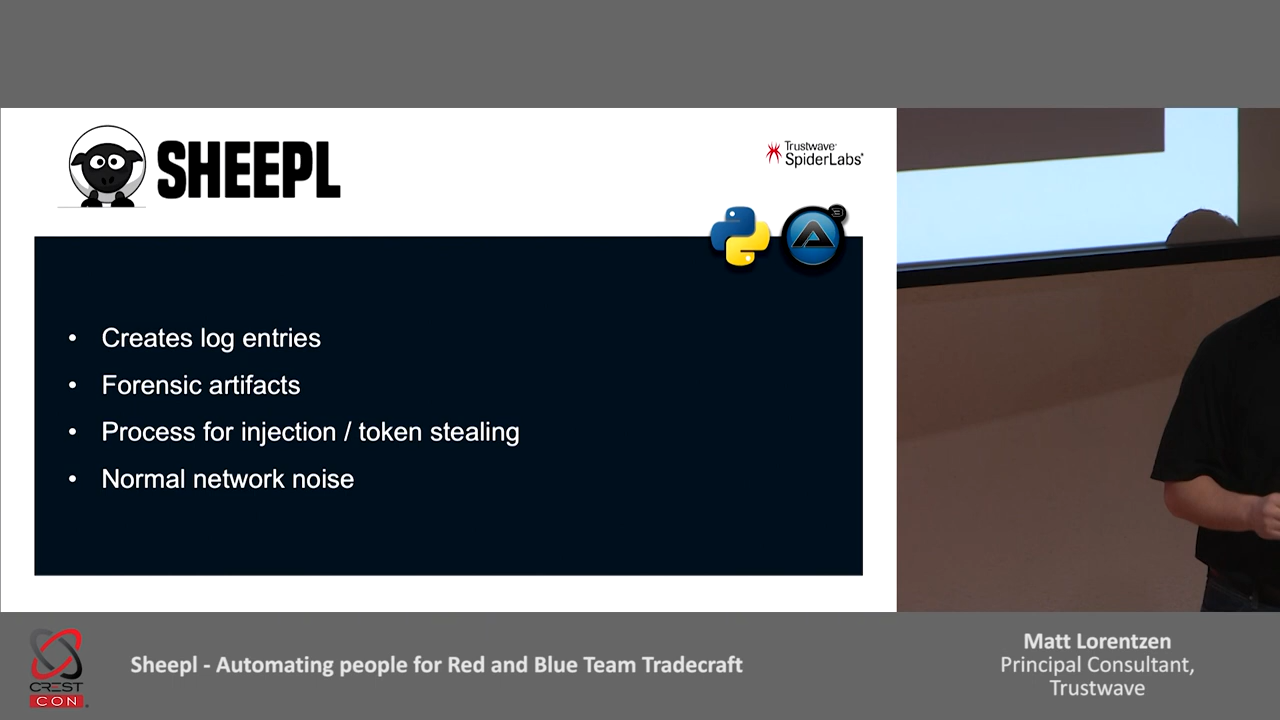 SHEEPL
Trustwave®
SpiderLabs®
• Creates log entries
• Forensic artifacts
• Process for injection / token stealing
• Normal network noise
CREST
CON
Sheepl - Automating people for Red and Blue Team Tradecraft
Matt Lorentzen
Principal Consultant,
Trustwave